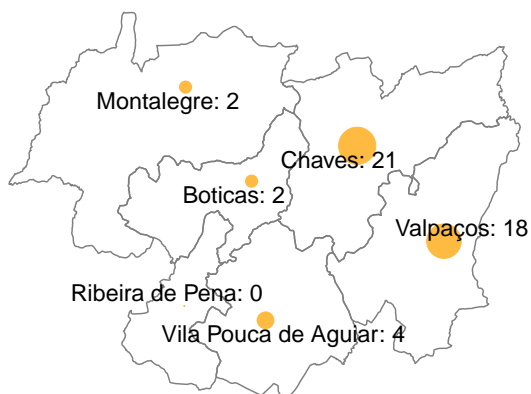 Montalegre: 2
Chaves: 21
Boticas: 2
Valpaços: 18
Ribeira de Pena: 0
Vila Pouca de Aguiar: 4